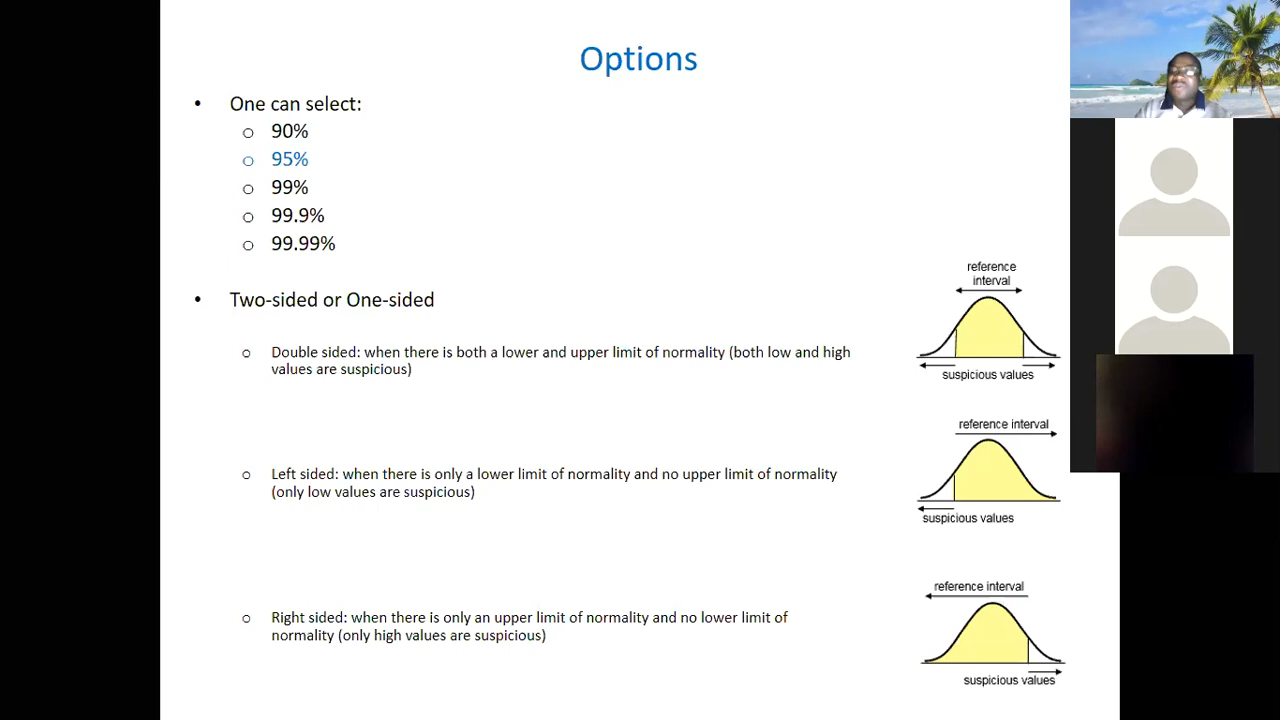 Options
• One can select:
o 90%
o 95%
o 99%
o 99.9%
o 99.99%
• Two-sided or One-sided
o Double sided: when there is both a lower and upper limit of normality (both low and high
values are suspicious)
reference
interval
suspicious values
o Left sided: when there is only a lower limit of normality and no upper limit of normality
(only low values are suspicious)
reference interval
suspicious values
o Right sided: when there is only an upper limit of normality and no lower limit of
normality (only high values are suspicious)
reference interval
suspicious values